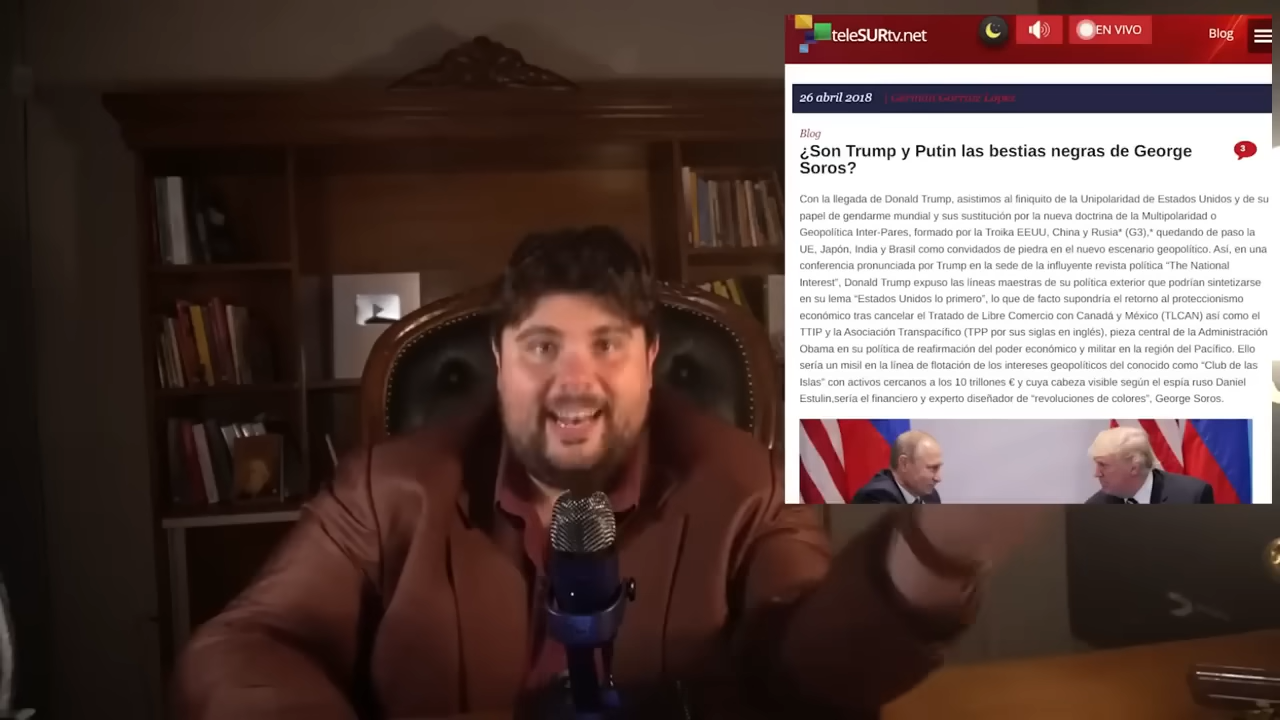 teleSURtv.net
EN VIVO
Blog
26 abril 2018 | Germán Gorraiz López
Blog
¿Son Trump y Putin las bestias negras de George
Soros?
3
Con la llegada de Donald Trump, asistimos al finiquito de la Unipolaridad de Estados Unidos y de su
papel de gendarme mundial y sus sustitución por la nueva doctrina de la Multipolaridad o
Geopolítica Inter-Pares, formado por la Troika EEUU, China y Rusia* (G3),* quedando de paso la
UE, Japón, India y Brasil como convidados de piedra en el nuevo escenario geopolítico. Así, en una
conferencia pronunciada por Trump en la sede de la influyente revista política “The National
Interest”, Donald Trump expuso las líneas maestras de su política exterior que podrían sintetizarse
en su lema “Estados Unidos lo primero”, lo que de facto supondría el retorno al proteccionismo
económico tras cancelar el Tratado de Libre Comercio con Canadá y México (TLCAN) así como el
TTIP y la Asociación Transpacífico (TPP por sus siglas en inglés), pieza central de la Administración
Obama en su política de reafirmación del poder económico y militar en la región del Pacífico. Ello
sería un misil en la línea de flotación de los intereses geopolíticos del conocido como “Club de las
Islas” con activos cercanos a los 10 trillones € y cuya cabeza visible según el espía ruso Daniel
Estulin,sería el financiero y experto diseñador de “revoluciones de colores”, George Soros.